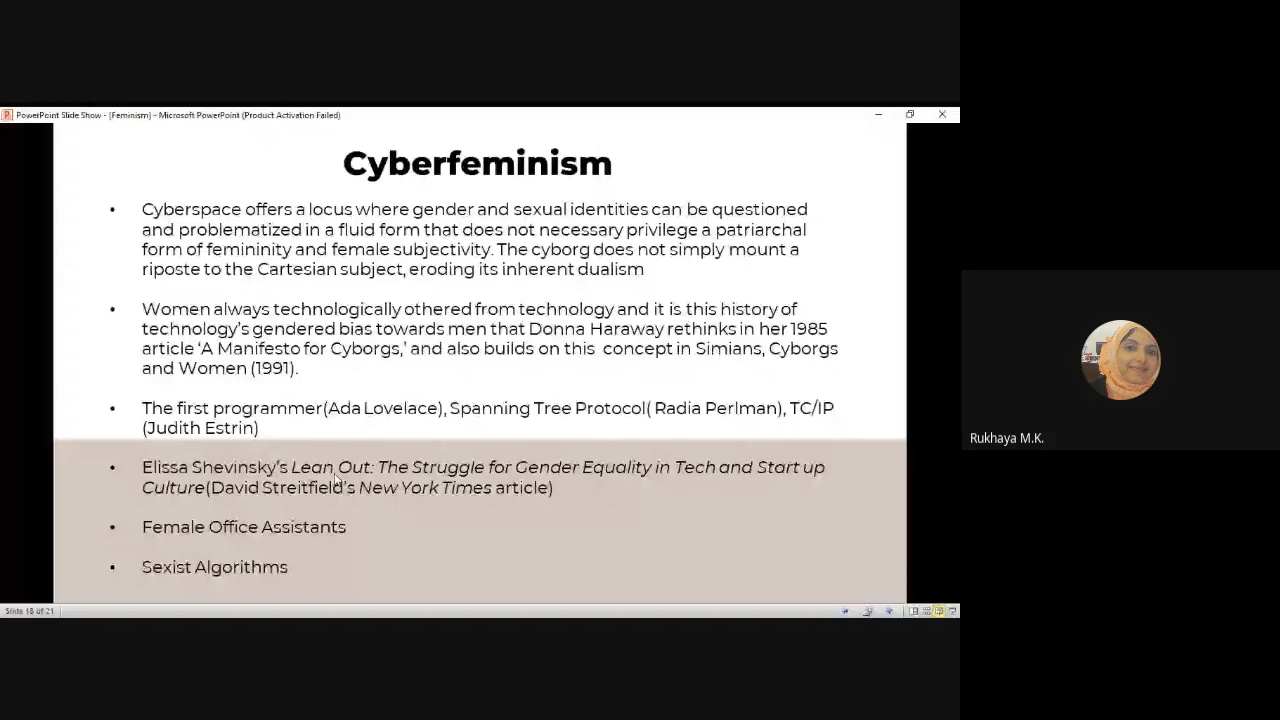 PowerPoint Slide Show - [Feminism] - Microsoft PowerPoint (Product Activation Failed)
Cyberfeminism
• Cyberspace offers a locus where gender and sexual identities can be questioned
and problematized in a fluid form that does not necessary privilege a patriarchal
form of femininity and female subjectivity. The cyborg does not simply mount a
riposte to the Cartesian subject, eroding its inherent dualism
• Women always technologically othered from technology and it is this history of
technology's gendered bias towards men that Donna Haraway rethinks in her 1985
article ‘A Manifesto for Cyborgs,’ and also builds on this concept in Simians, Cyborgs
and Women (1991).
• The first programmer(Ada Lovelace), Spanning Tree Protocol( Radia Perlman), TC/IP
(Judith Estrin)
• Elissa Shevinsky's Lean Out: The Struggle for Gender Equality in Tech and Start up
Culture(David Streitfield's New York Times article)
• Female Office Assistants
• Sexist Algorithms
Slide 18 of 21
Rukhaya M.K.